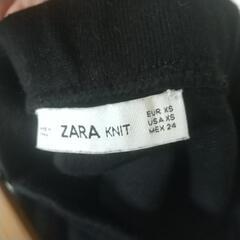 ZARA KNIT
EUR XS
USA XS
MEX 24